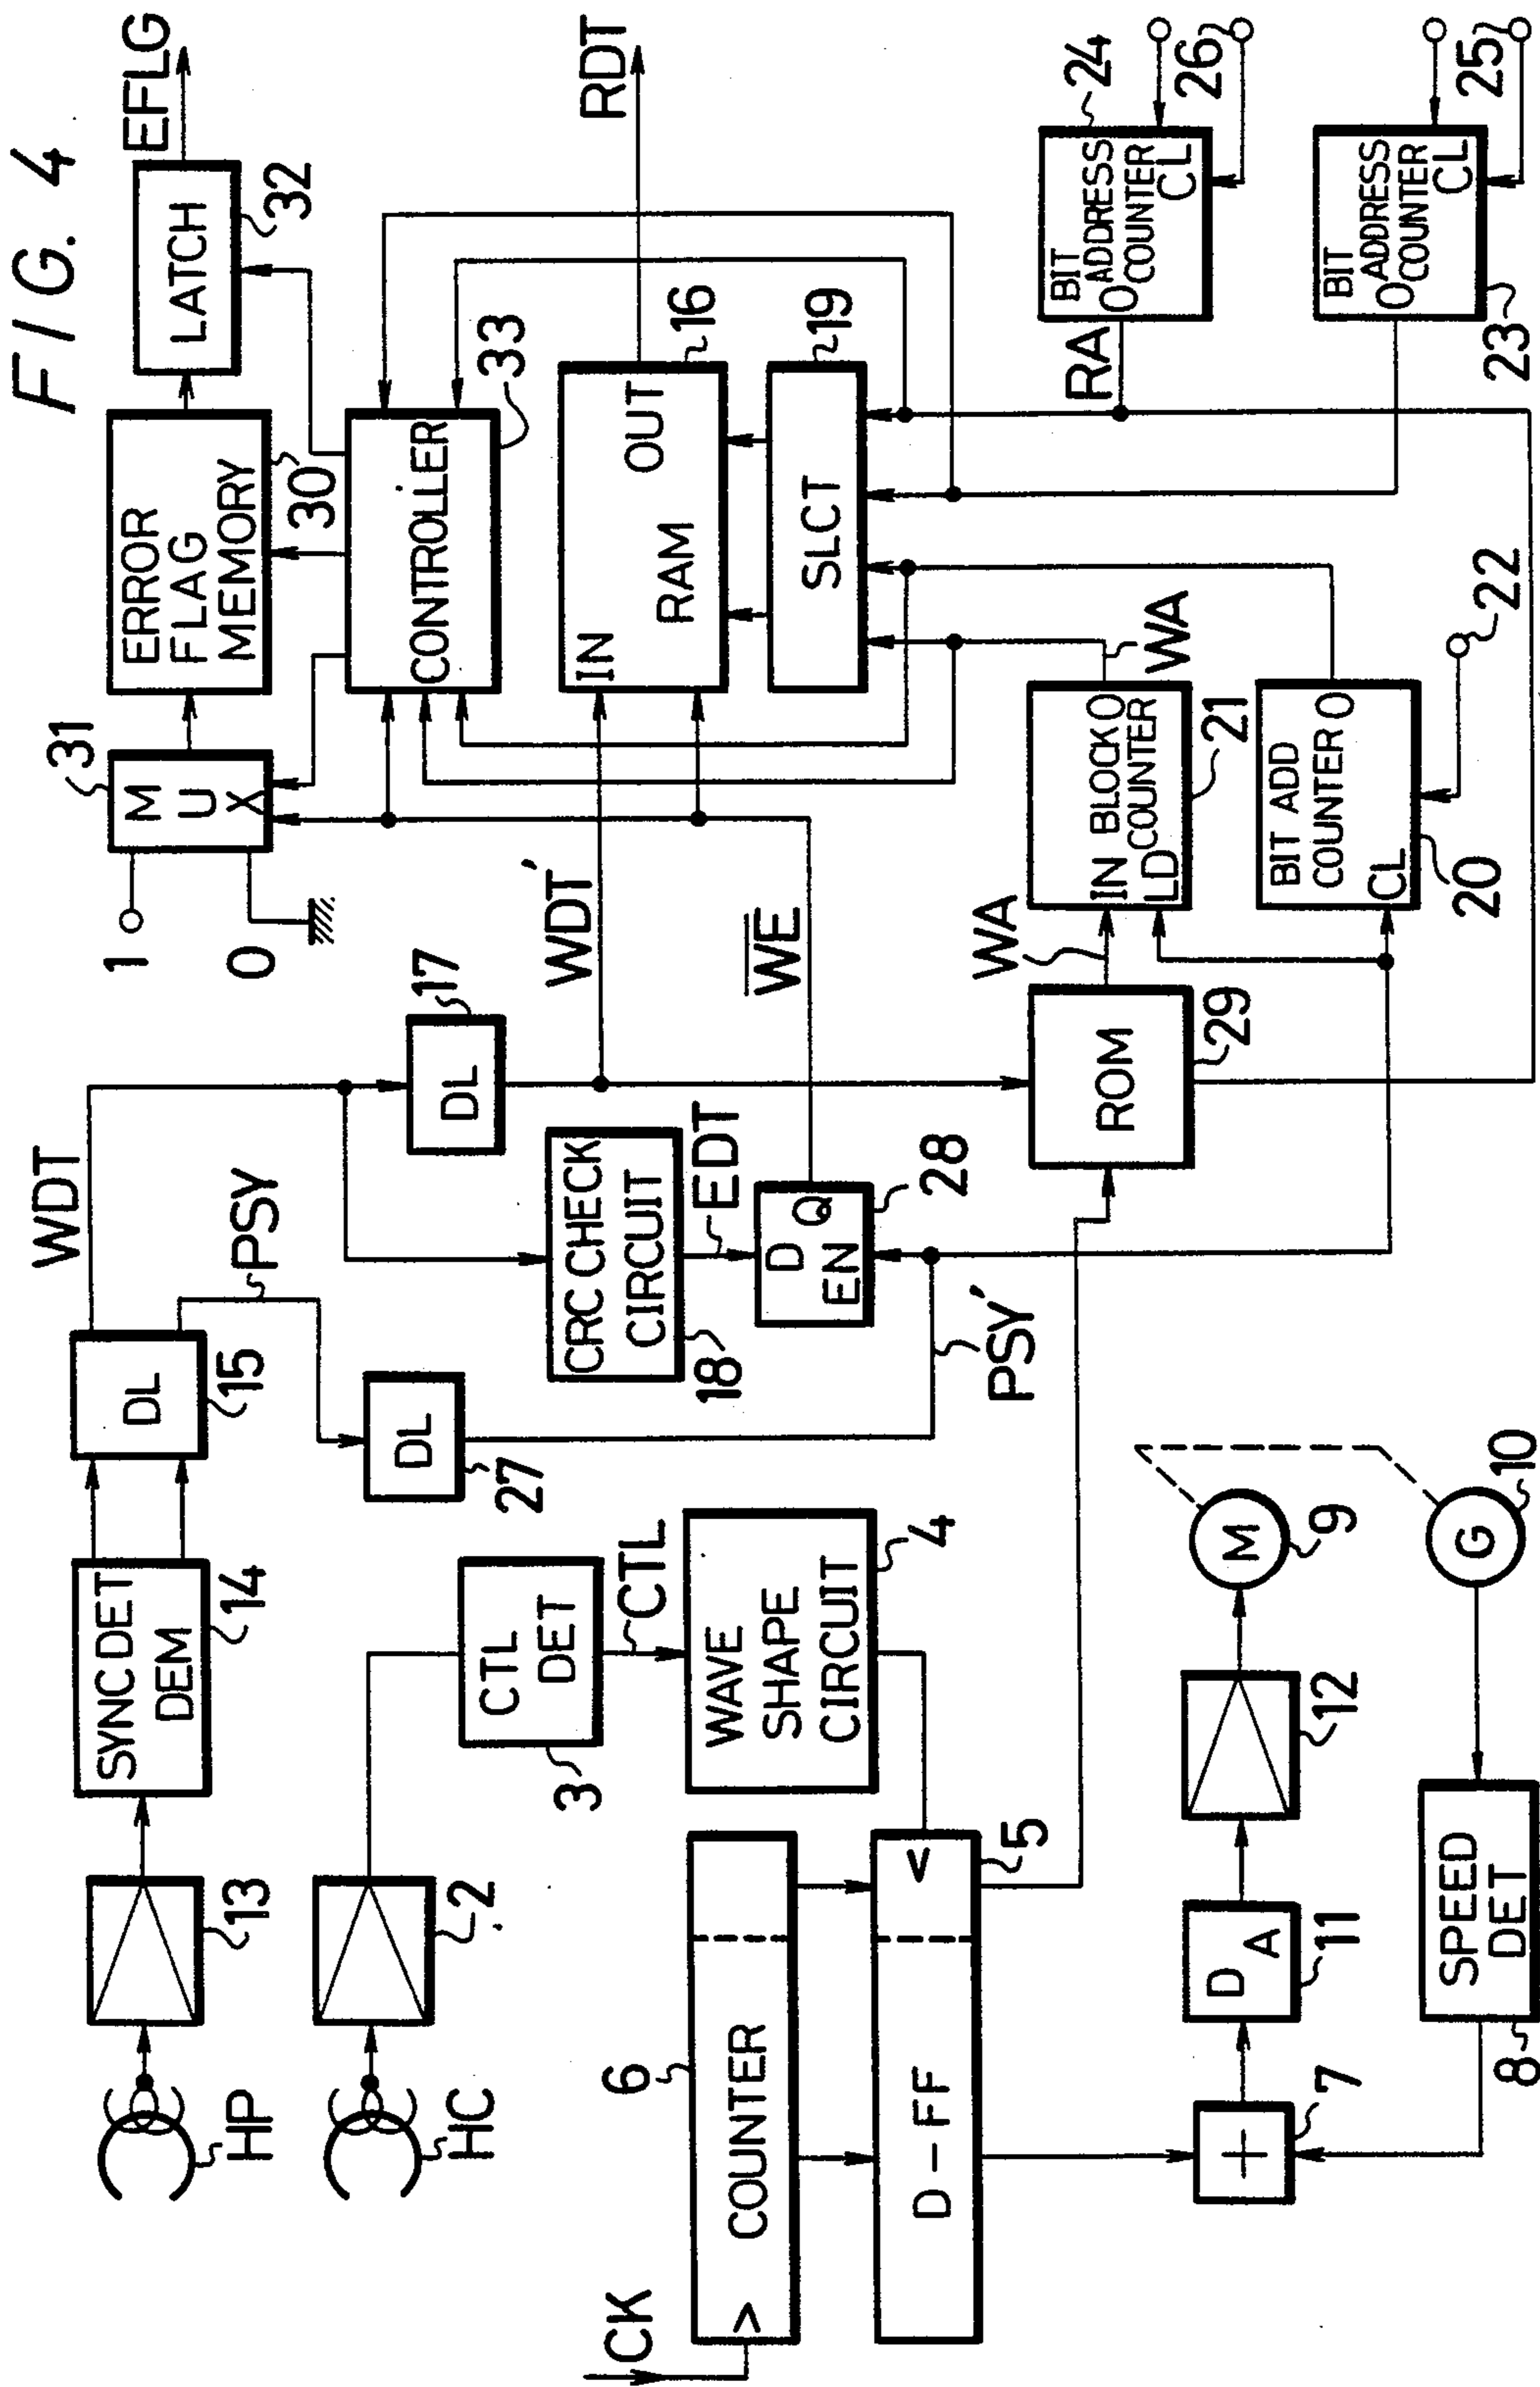 FIG. 4
HP
13
SYNC DET
DEM
14
DL
15
WDT
PSY
HC
2
CTL
DET
3
CTL
WAVE
SHAPE
CIRCUIT
4
DL
27
DL
17
CRC CHECK
CIRCUIT
18
EDT
D Q
EN
28
PSY'
WDT'
WE
1
0
M
U
X
31
ERROR
FLAG
MEMORY
30
LATCH
32
EFLG
CONTROLLER
33
IN
OUT
RAM
16
RDT
SLCT
19
CK
COUNTER
6
D-FF
5
ROM
29
WA
IN BLOCK O
COUNTER
LD
21
WA
BIT ADD
COUNTER O
CL
20
22
RA
BIT
ADDRESS
O COUNTER
CL
24
26
BIT
ADDRESS
O COUNTER
CL
23
25
+
7
D
A
11
12
M
9
SPEED
DET
8
G
10